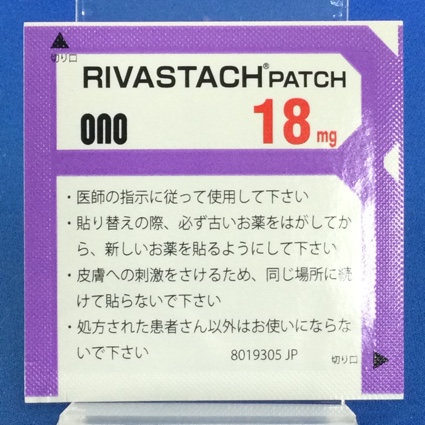 切り口
RIVASTACH® PATCH
ono 18 mg
・医師の指示に従って使用して下さい
・貼り替えの際、必ず古いお薬をはがしてか
ら、新しいお薬を貼るようにして下さい
・皮膚への刺激をさけるため、同じ場所に続
けて貼らないで下さい
・処方された患者さん以外はお使いにならな
いで下さい 8019305 JP 切り口